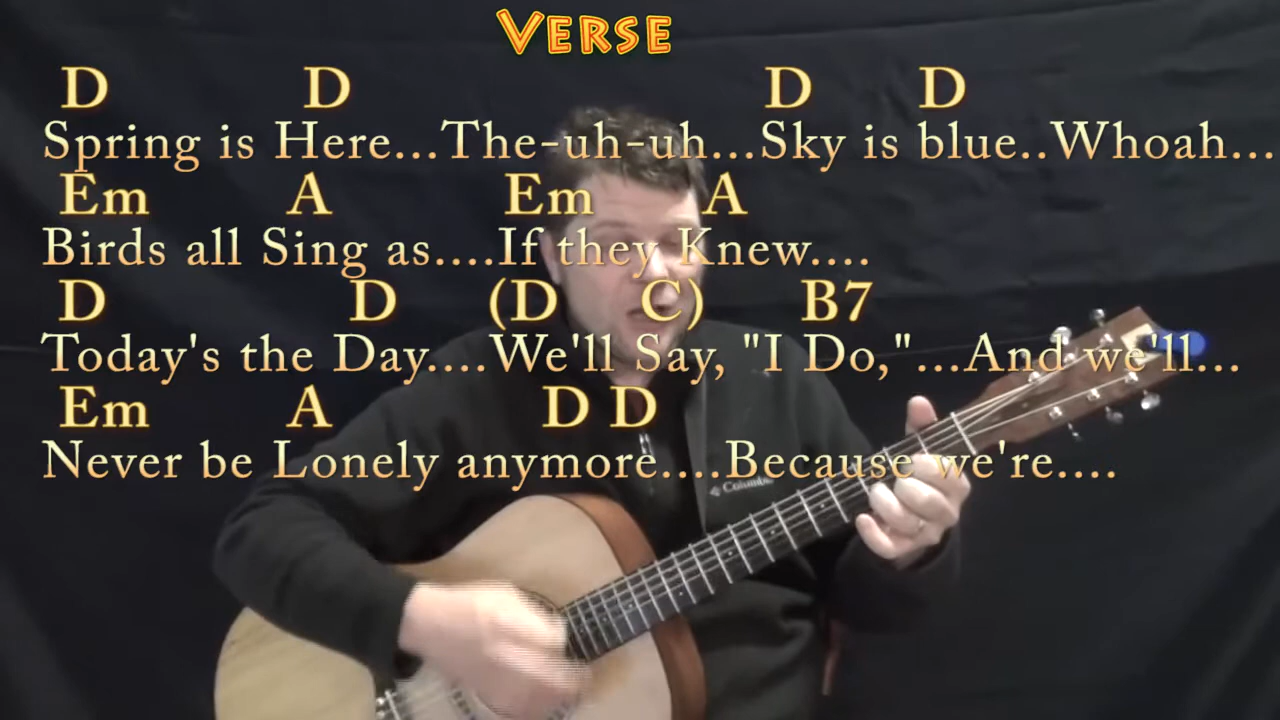 VERSE
D D D D
Spring is Here...The-uh-uh...Sky is blue..Whoah...
Em A Em A
Birds all Sing as....If they Knew....
D D (D C) B7
Today's the Day....We'll Say, "I Do,"...And we'll...
Em A D D
Never be Lonely anymore....Because we're....
Columbia